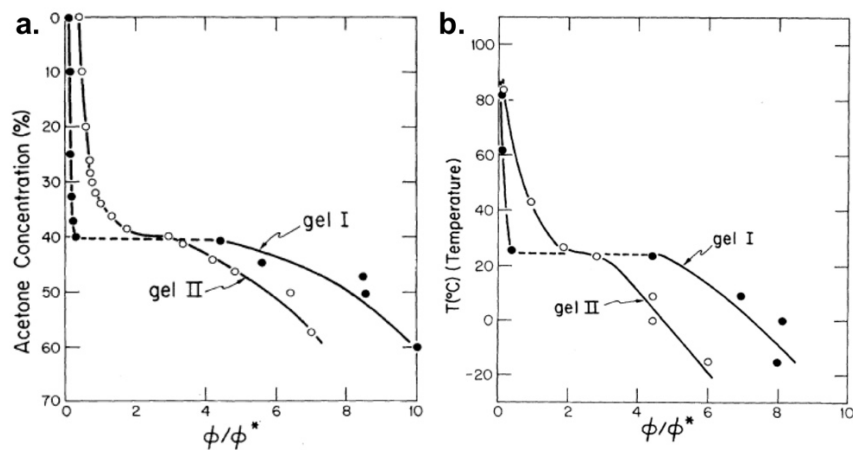 a.
Acetone Concentration (%)
0
10
20
30
40
50
60
70
gel I
gel II
0 2 4 6 8 10
ϕ/ϕ*
b.
T(°C) (Temperature)
100
80
60
40
20
0
-20
gel I
gel II
0 2 4 6 8 10
ϕ/ϕ*